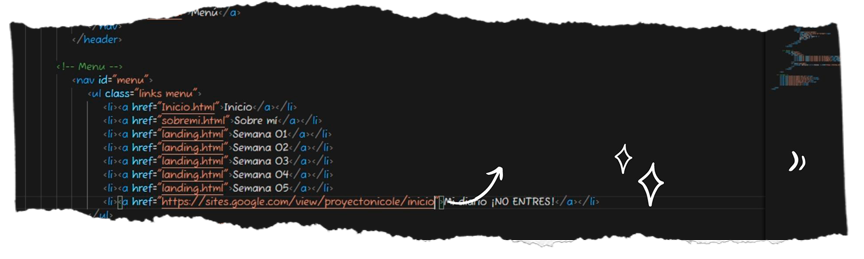 Menu</a>
</header>
<!-- Menu -->
<nav id="menu">
<ul class="links menu">
<li><a href="Inicio.html">Inicio</a></li>
<li><a href="sobremi.html">Sobre mi</a></li>
<li><a href="landing.html">Semana 01</a></li>
<li><a href="landing.html">Semana 02</a></li>
<li><a href="landing.html">Semana 03</a></li>
<li><a href="landing.html">Semana 04</a></li>
<li><a href="landing.html">Semana 05</a></li>
<li><a href="https://sites.google.com/view/proyectonicole/inicio">Mi diario ¡NO ENTRES!</a></li>
</ul>